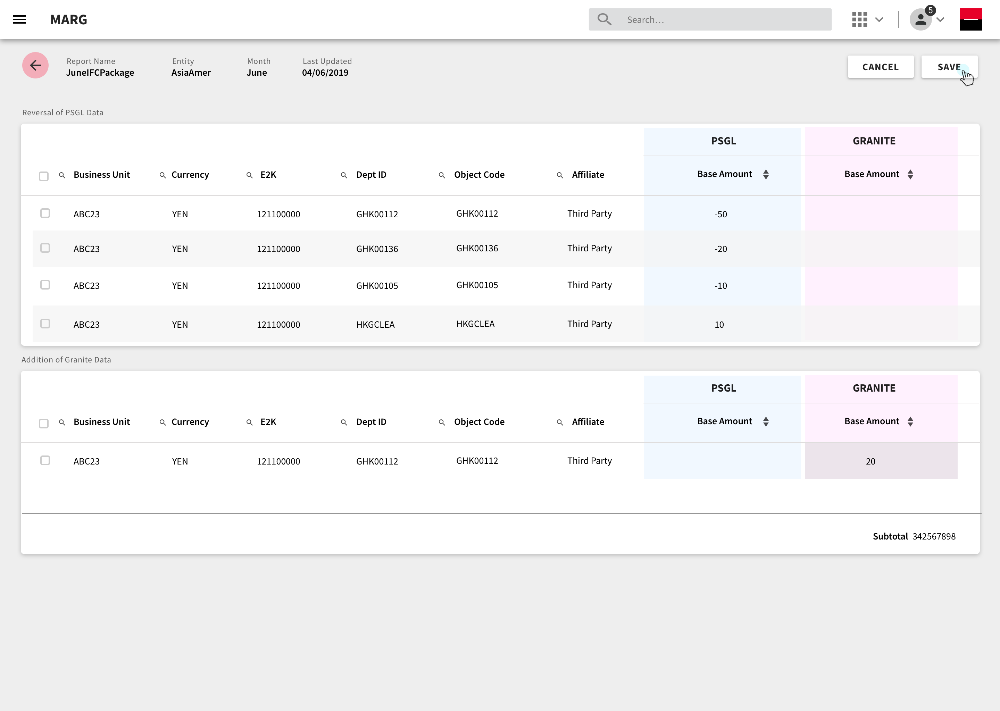 MARG
Search...
5
Report Name Entity Month Last Updated
JuneIFCPackage AsiaAmer June 04/06/2019
CANCEL SAVE
Reversal of PSGL Data
PSGL GRANITE
Business Unit Currency E2K Dept ID Object Code Affiliate Base Amount Base Amount
ABC23 YEN 121100000 GHK00112 GHK00112 Third Party -50
ABC23 YEN 121100000 GHK00136 GHK00136 Third Party -20
ABC23 YEN 121100000 GHK00105 GHK00105 Third Party -10
ABC23 YEN 121100000 HKGCLEA HKGCLEA Third Party 10
Addition of Granite Data
PSGL GRANITE
Business Unit Currency E2K Dept ID Object Code Affiliate Base Amount Base Amount
ABC23 YEN 121100000 GHK00112 GHK00112 Third Party 20
Subtotal 342567898